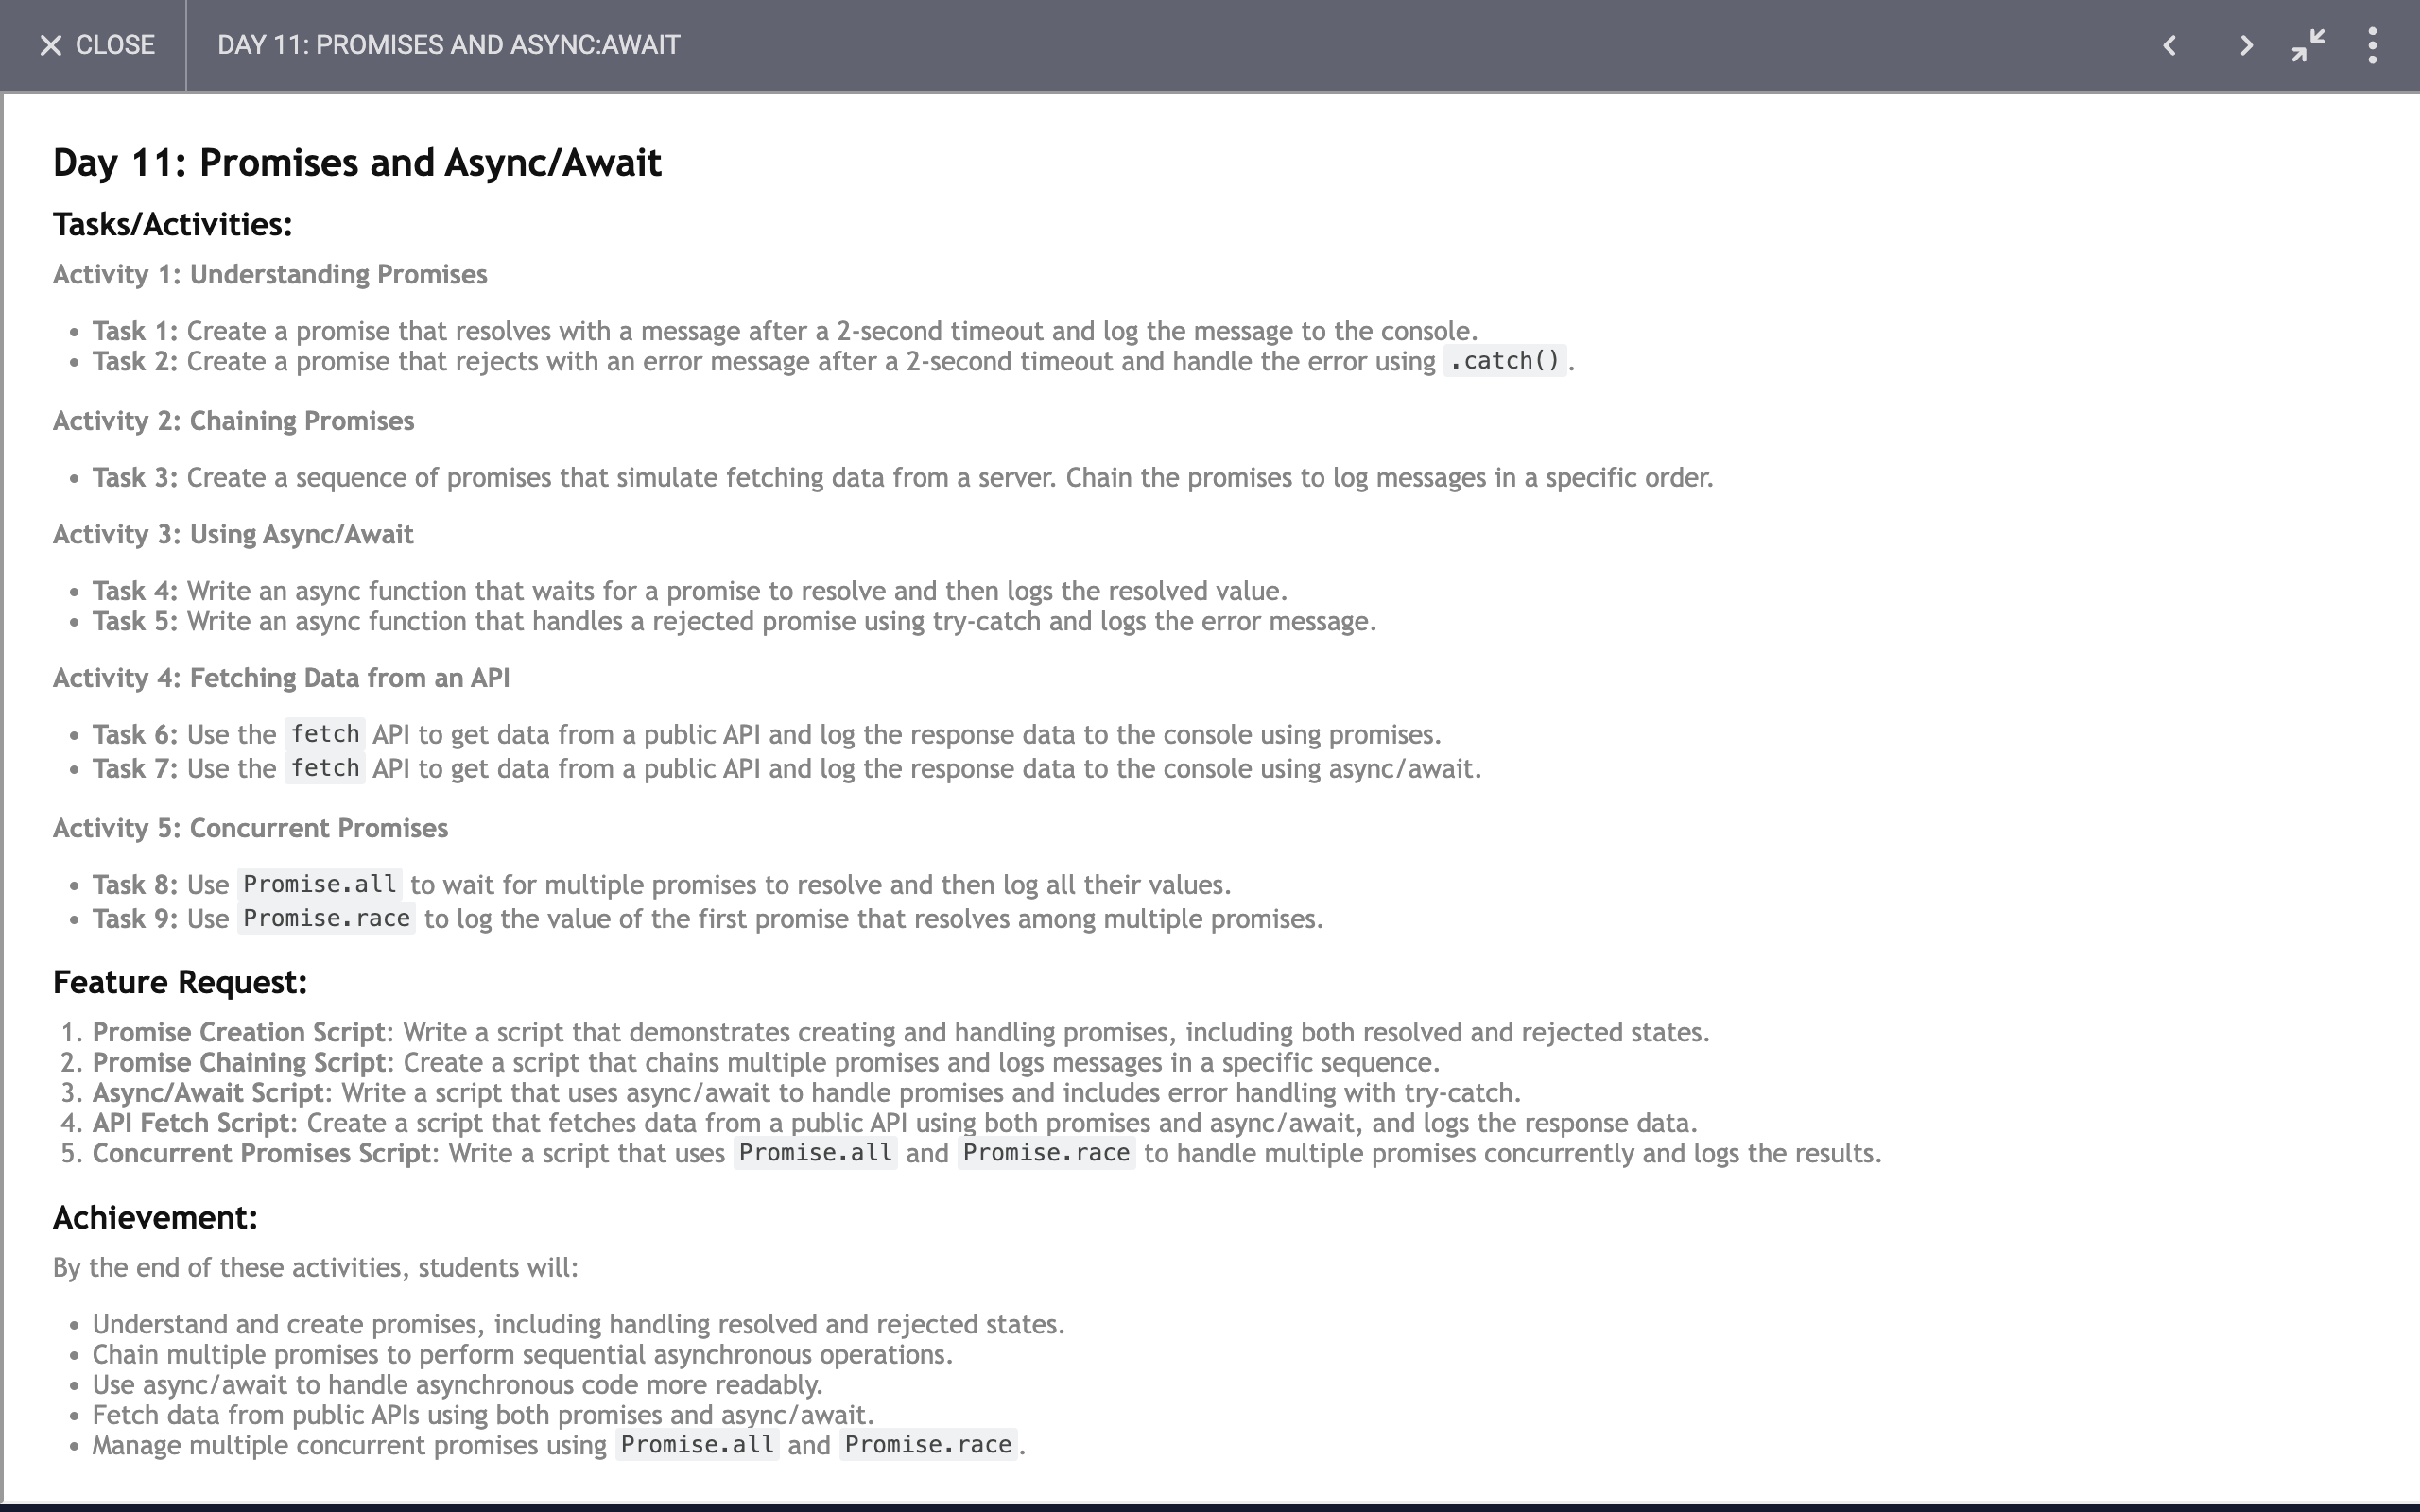 CLOSE
DAY 11: PROMISES AND ASYNC:AWAIT
Day 11: Promises and Async/Await
Tasks/Activities:
Activity 1: Understanding Promises
Task 1: Create a promise that resolves with a message after a 2-second timeout and log the message to the console.
Task 2: Create a promise that rejects with an error message after a 2-second timeout and handle the error using .catch().
Activity 2: Chaining Promises
Task 3: Create a sequence of promises that simulate fetching data from a server. Chain the promises to log messages in a specific order.
Activity 3: Using Async/Await
Task 4: Write an async function that waits for a promise to resolve and then logs the resolved value.
Task 5: Write an async function that handles a rejected promise using try-catch and logs the error message.
Activity 4: Fetching Data from an API
Task 6: Use the fetch API to get data from a public API and log the response data to the console using promises.
Task 7: Use the fetch API to get data from a public API and log the response data to the console using async/await.
Activity 5: Concurrent Promises
Task 8: Use Promise.all to wait for multiple promises to resolve and then log all their values.
Task 9: Use Promise.race to log the value of the first promise that resolves among multiple promises.
Feature Request:
1. Promise Creation Script: Write a script that demonstrates creating and handling promises, including both resolved and rejected states.
2. Promise Chaining Script: Create a script that chains multiple promises and logs messages in a specific sequence.
3. Async/Await Script: Write a script that uses async/await to handle promises and includes error handling with try-catch.
4. API Fetch Script: Create a script that fetches data from a public API using both promises and async/await, and logs the response data.
5. Concurrent Promises Script: Write a script that uses Promise.all and Promise.race to handle multiple promises concurrently and logs the results.
Achievement:
By the end of these activities, students will:
Understand and create promises, including handling resolved and rejected states.
Chain multiple promises to perform sequential asynchronous operations.
Use async/await to handle asynchronous code more readably.
Fetch data from public APIs using both promises and async/await.
Manage multiple concurrent promises using Promise.all and Promise.race.